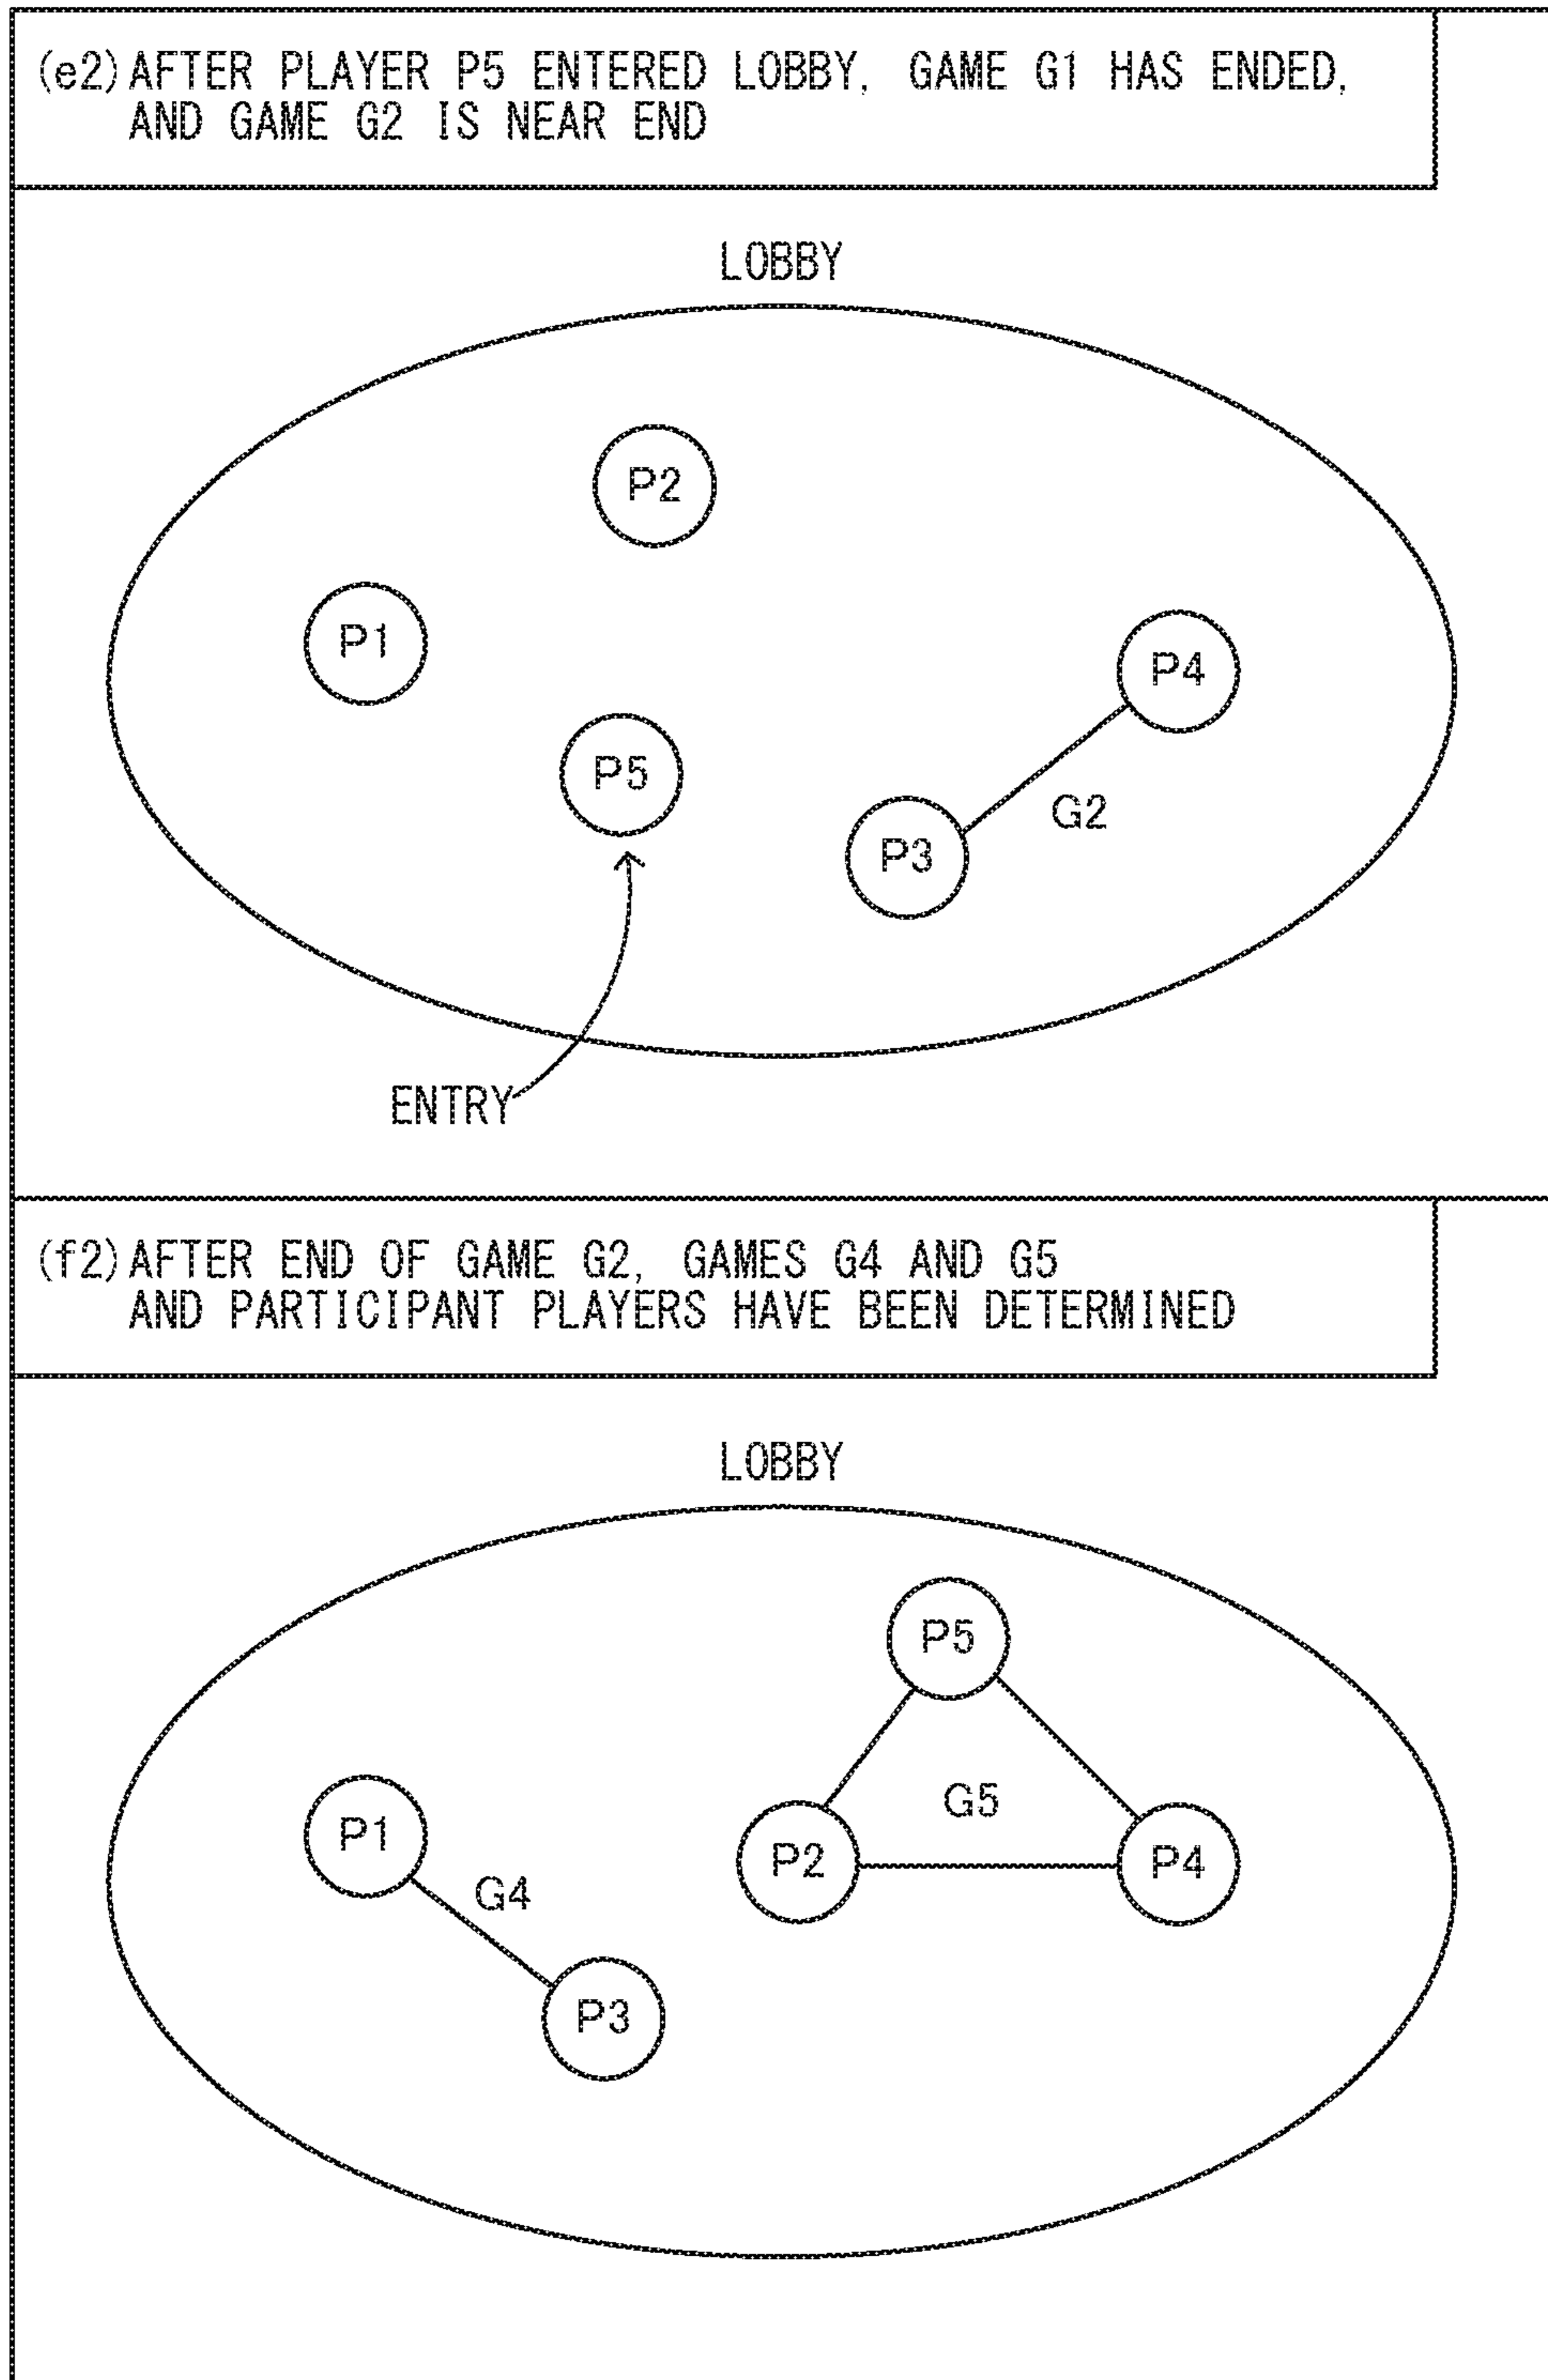 (e2) AFTER PLAYER P5 ENTERED LOBBY, GAME G1 HAS ENDED,
AND GAME G2 IS NEAR END
LOBBY
P2
P1
P4
P5
G2
P3
ENTRY
(f2) AFTER END OF GAME G2, GAMES G4 AND G5
AND PARTICIPANT PLAYERS HAVE BEEN DETERMINED
LOBBY
P5
G5
P1
P2
P4
G4
P3